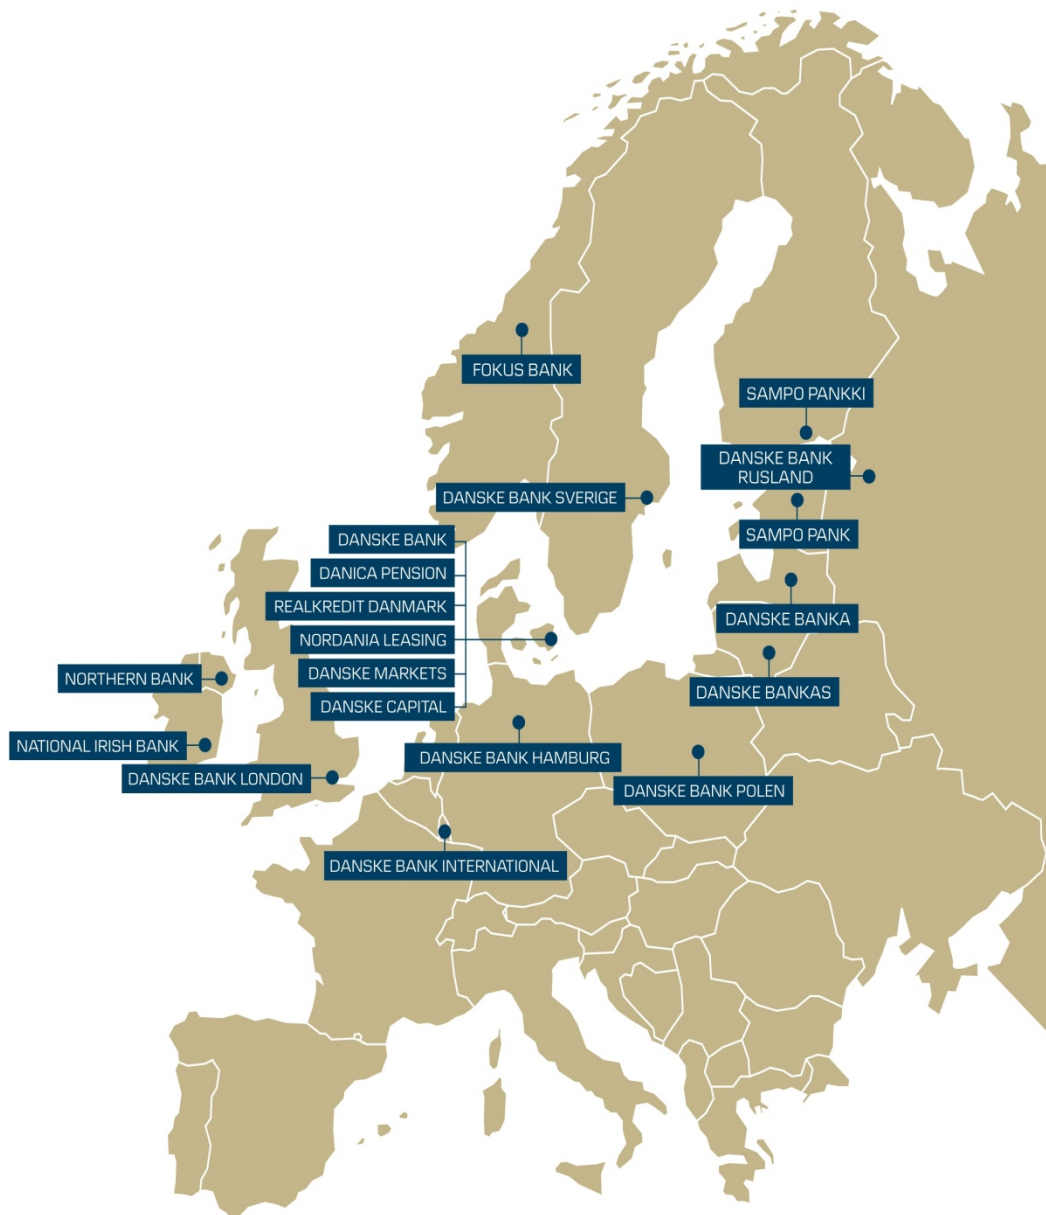 FOKUS BANK
SAMPO PANKKI
DANSKE BANK
RUSLAND
DANSKE BANK SVERIGE
SAMPO PANK
DANSKE BANK
DANICA PENSION
REALKREDIT DANMARK
NORDANIA LEASING
DANSKE MARKETS
DANSKE CAPITAL
DANSKE BANKA
DANSKE BANKAS
NORTHERN BANK
NATIONAL IRISH BANK
DANSKE BANK LONDON
DANSKE BANK HAMBURG
DANSKE BANK POLEN
DANSKE BANK INTERNATIONAL